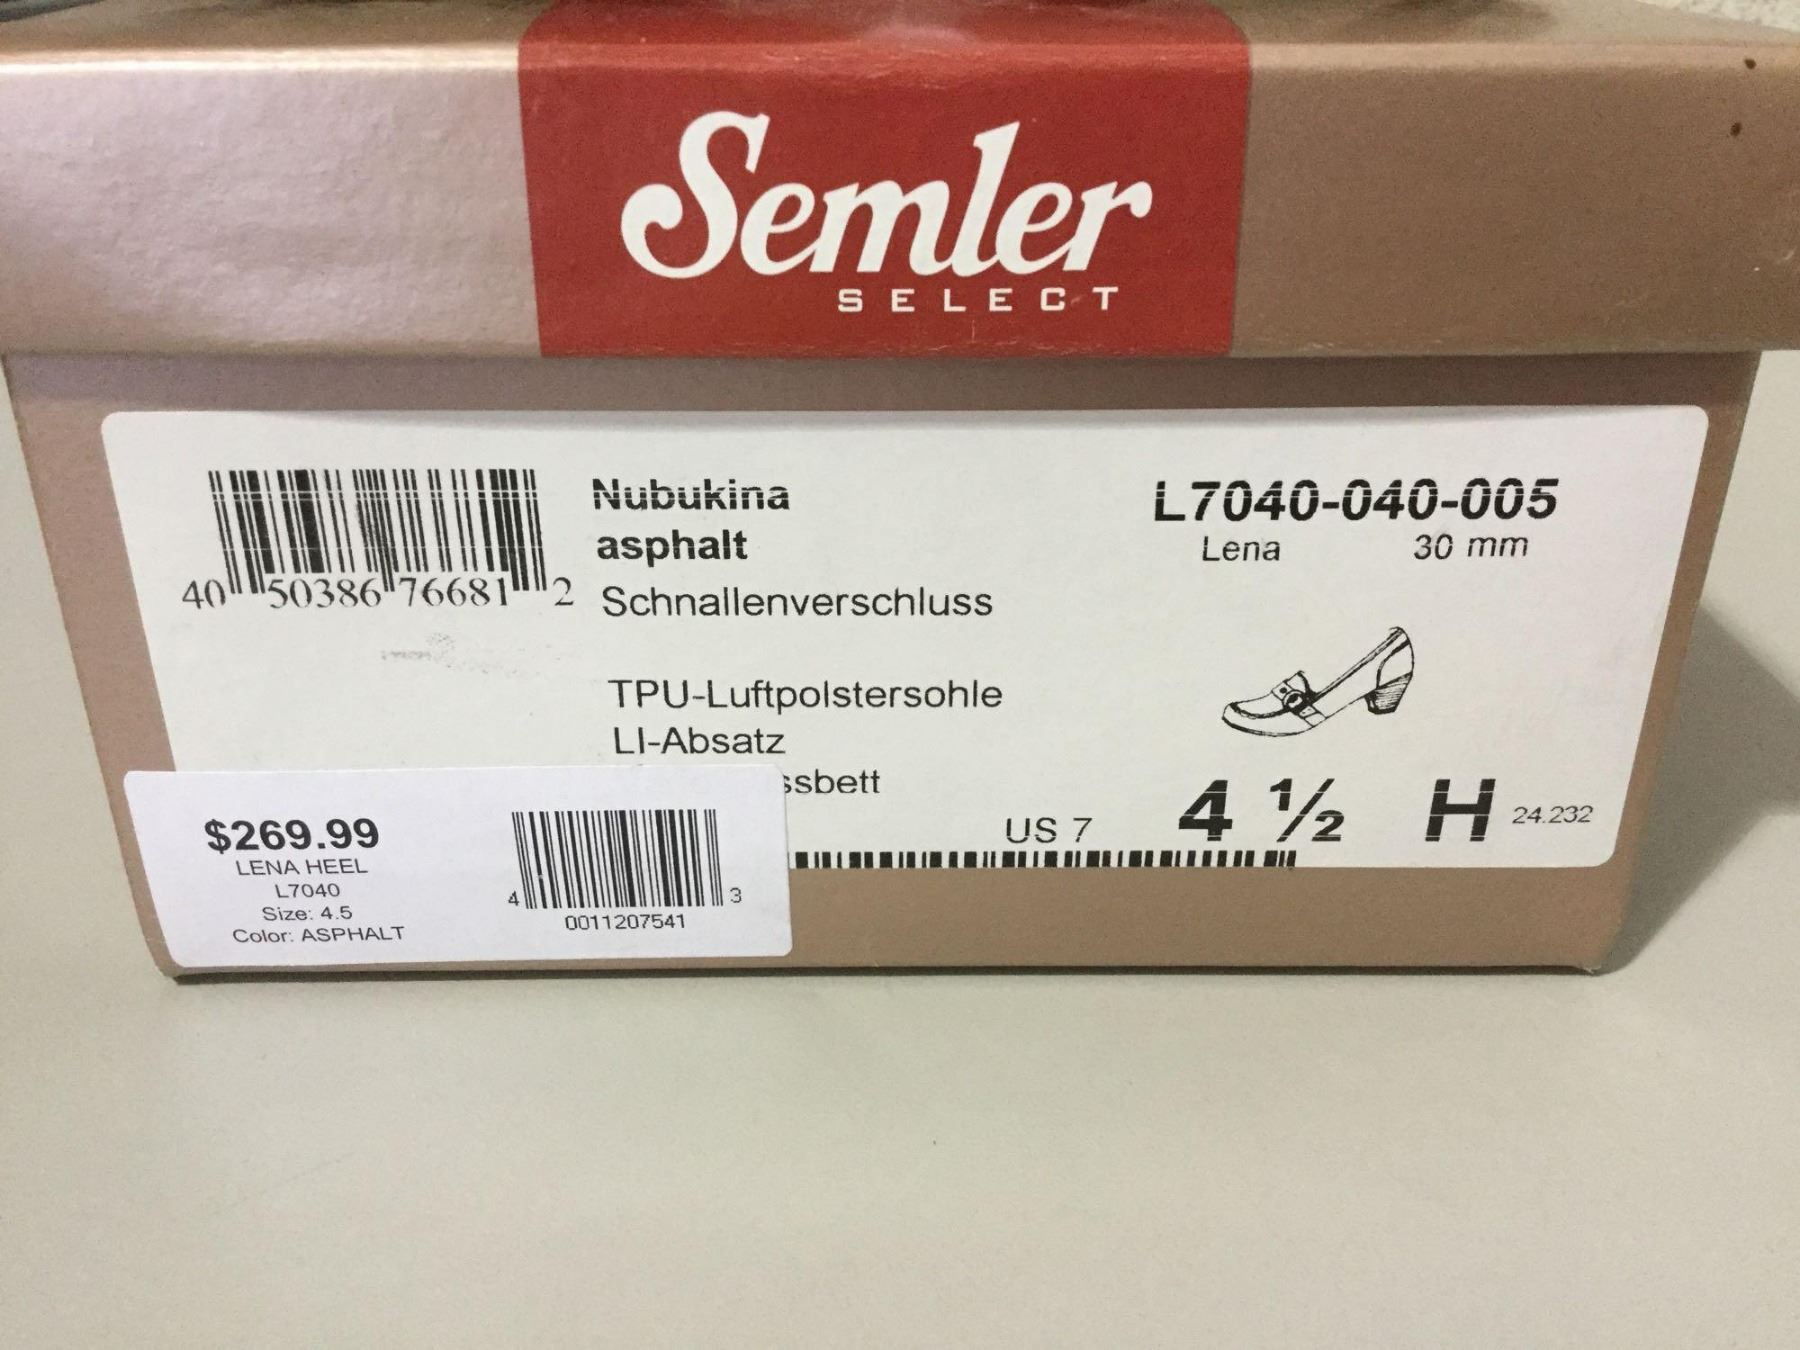 Semler
SELECT
Nubukina
asphalt
Schnallenverschluss
TPU-Luftpolstersohle
LI-Absatz
L7040-040-005
Lena 30 mm
40 50386 76681 2
US 7 4 ½ H 24.232
$269.99
LENA HEEL
L7040
Size: 4.5
Color: ASPHALT
4 0011207541 3